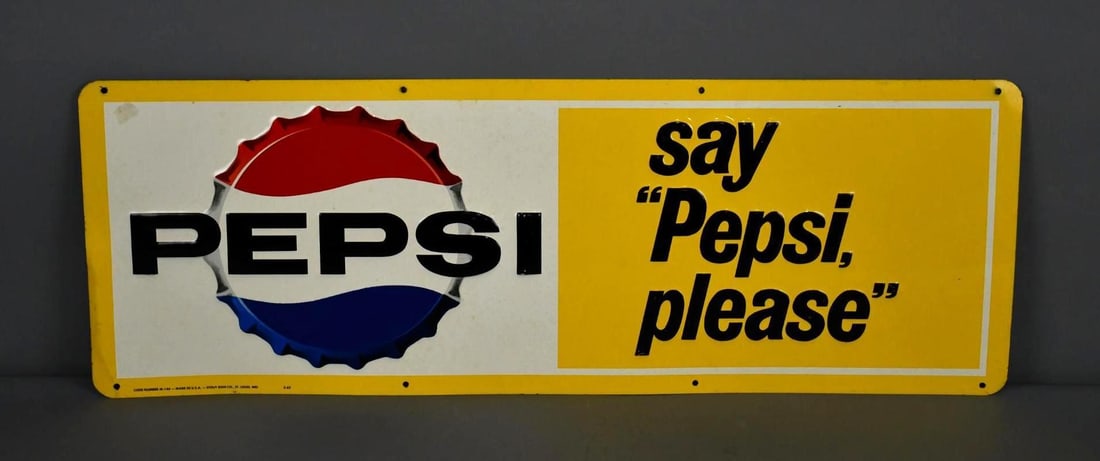 PEPSI
say
“Pepsi,
please”